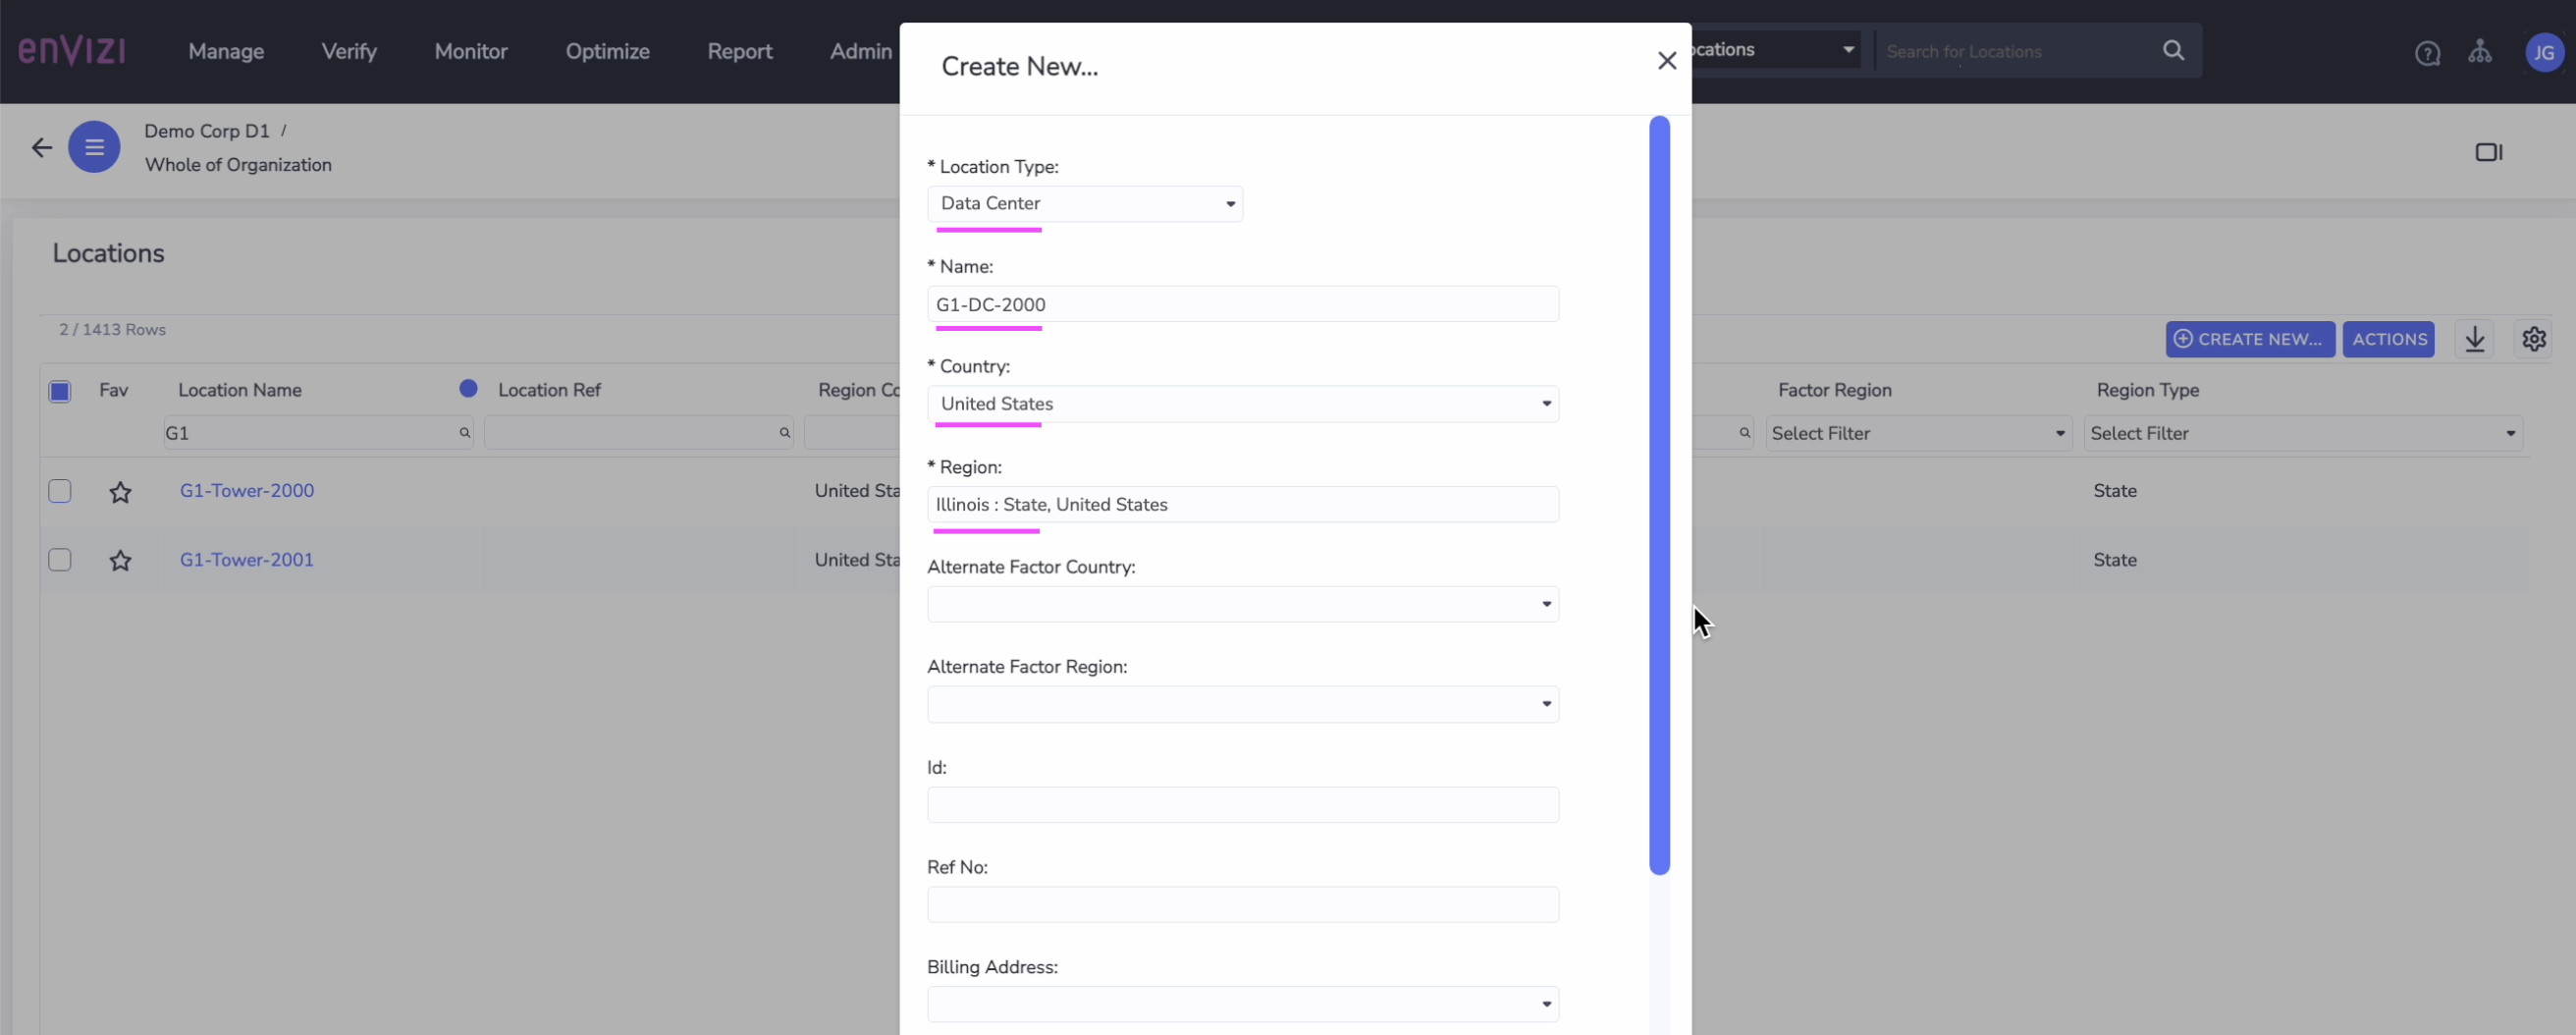 enVIZI
Manage
Verify
Monitor
Optimize
Report
Admin
ocations
Search for Locations
JG
Demo Corp D1 /
Whole of Organization
Create New...
* Location Type:
Data Center
* Name:
G1-DC-2000
* Country:
United States
* Region:
Illinois : State, United States
Alternate Factor Country:
Alternate Factor Region:
Id:
Ref No:
Billing Address:
Locations
2 / 1413 Rows
CREATE NEW...
ACTIONS
Fav
Location Name
Location Ref
Region Co
Factor Region
Region Type
G1
Select Filter
Select Filter
G1-Tower-2000
United Sta
State
G1-Tower-2001
United Sta
State